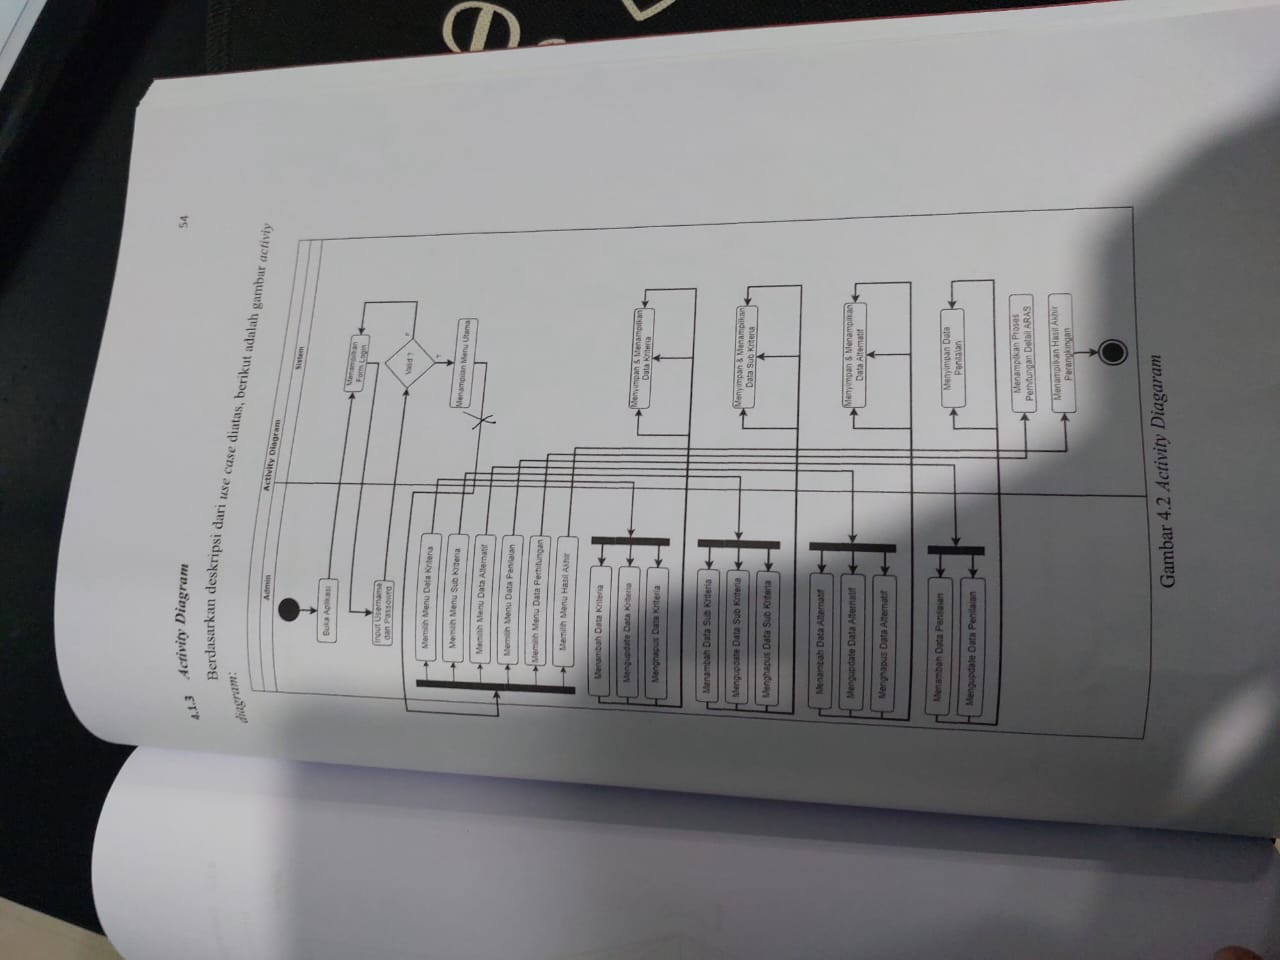 54
4.1.3 Activity Diagram
Berdasarkan deskripsi dari use case diatas, berikut adalah gambar activiy
diagram:
Activity Diagram
Admin
Sistem
Buka Aplikasi
Menampilkan
Form Login
Input Username
dan Password
Valid ?
F
T
Menampilan Menu Utama
Memilih Menu Data Kriteria
Memilih Menu Sub Kriteria
Memilih Menu Data Alternatif
Memilih Menu Data Penilaian
Memilih Menu Data Perhitungan
Memilih Menu Hasil Akhir
Menambah Data Kriteria
Mengupdate Data Kriteria
Menghapus Data Kriteria
Menyimpan & Menampilkan
Data Kriteria
Menambah Data Sub Kriteria
Mengupdate Data Sub Kriteria
Menghapus Data Sub Kriteria
Menyimpan & Menampilkan
Data Sub Kriteria
Menambah Data Alternatif
Mengupdate Data Alternatif
Menghapus Data Alternatif
Menyimpan & Menampilkan
Data Alternatif
Menambah Data Penilaian
Mengupdate Data Penilaian
Menyimpan Data
Penilaian
Menampilkan Proses
Perhitungan Detail ARAS
Menampilkan Hasil Akhir
Perangkingan
Gambar 4.2 Activity Diagaram